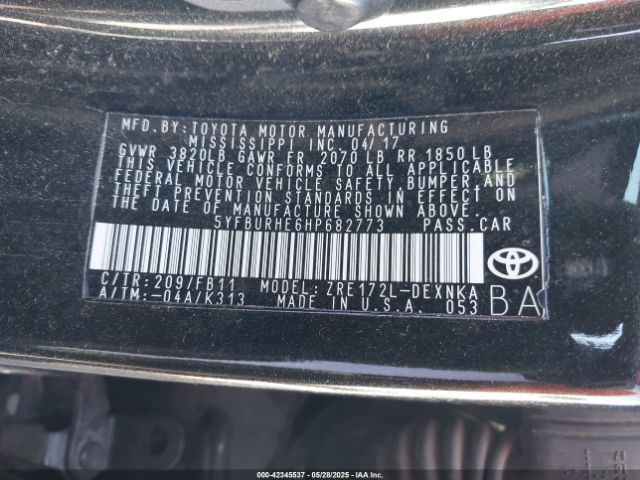 MFD. BY: TOYOTA MOTOR MANUFACTURING
MISSISSIPPI, INC. 04/17
GVWR 3820LB GAWR FR 2070 LB RR 1850 LB
THIS VEHICLE CONFORMS TO ALL APPLICABLE
FEDERAL MOTOR VEHICLE SAFETY, BUMPER, AND
THEFT PREVENTION STANDARDS IN EFFECT ON
THE DATE OF MANUFACTURE SHOWN ABOVE.
5YFBURHE6HP682773 PASS. CAR
C/TR: 209/FB11 MODEL: ZRE172L-DEXNKA
A/TM: -04A/K313 MADE IN U.S.A. 053
BA
00-42345537 - 05/28/2025 - IAA Inc.